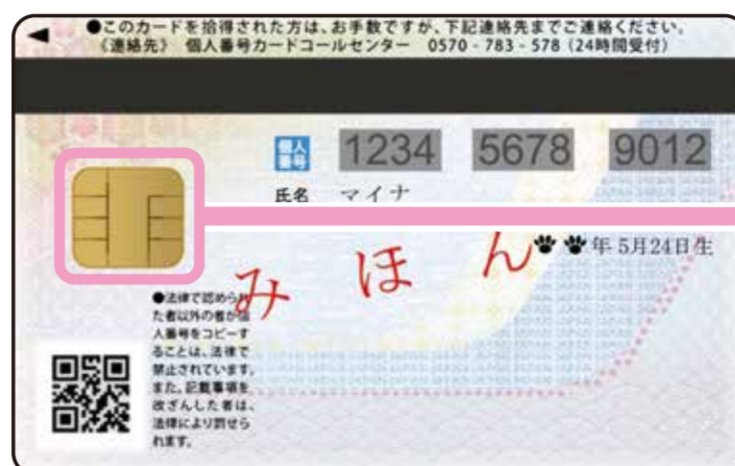 ●このカードを拾得された方は、お手数ですが、下記連絡先までご連絡ください。
《連絡先》 個人番号カードコールセンター 0570-783-578（24時間受付）
個人番号 1234 5678 9012
氏名 マイナ
年 5月24日生
みほん
●法律で認められ
た者以外の者が個
人番号をコピーす
ることは、法律で
禁止されています。
また、記載事項を
改ざんした者は、
法律により罰せら
れます。